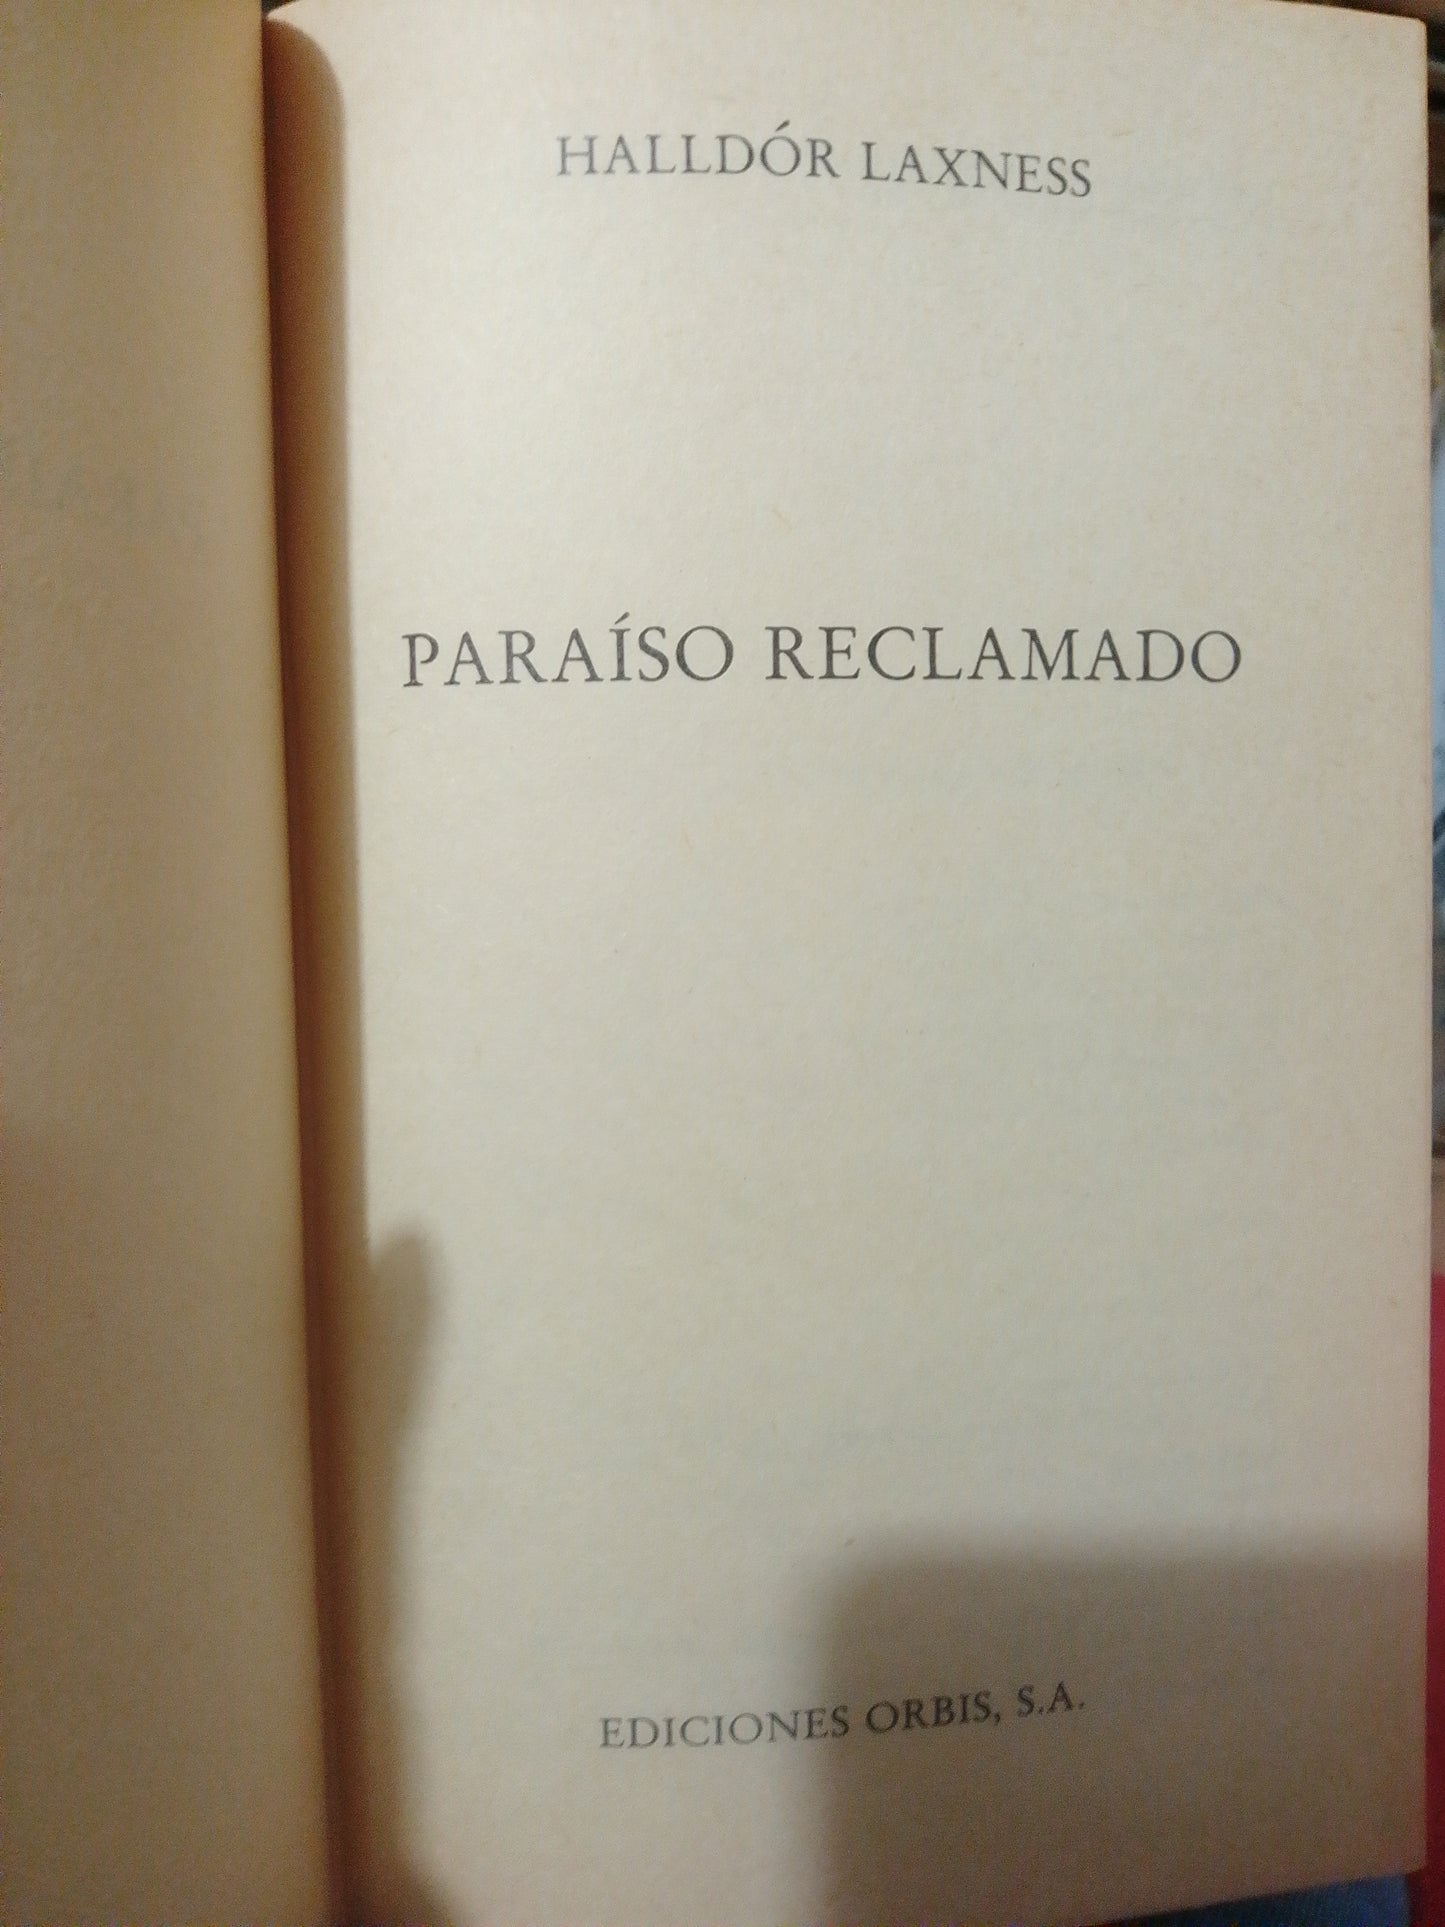 HALLDÓR LAXNESS
PARAÍSO RECLAMADO
EDICIONES ORBIS, S.A.